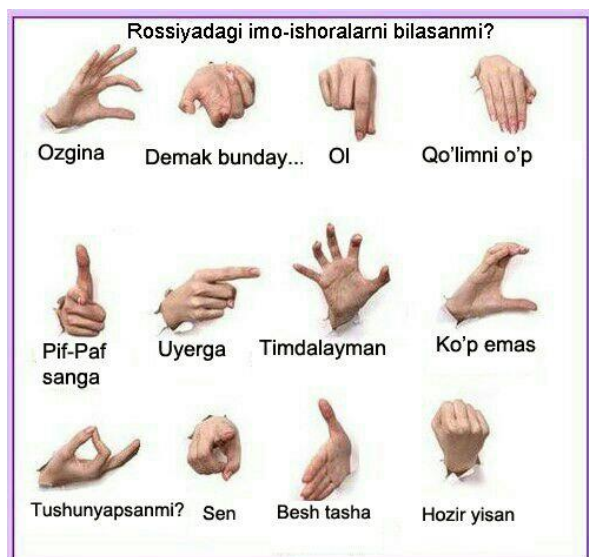 Rossiyadagi imo-ishoralarni bilasanmi?
Ozgina
Demak bunday...
Ol
Qo'limni o'p
Pif-Paf
sanga
Uyerga
Timdalayman
Ko'p emas
Tushunyapsanmi?
Sen
Besh tasha
Hozir yisan